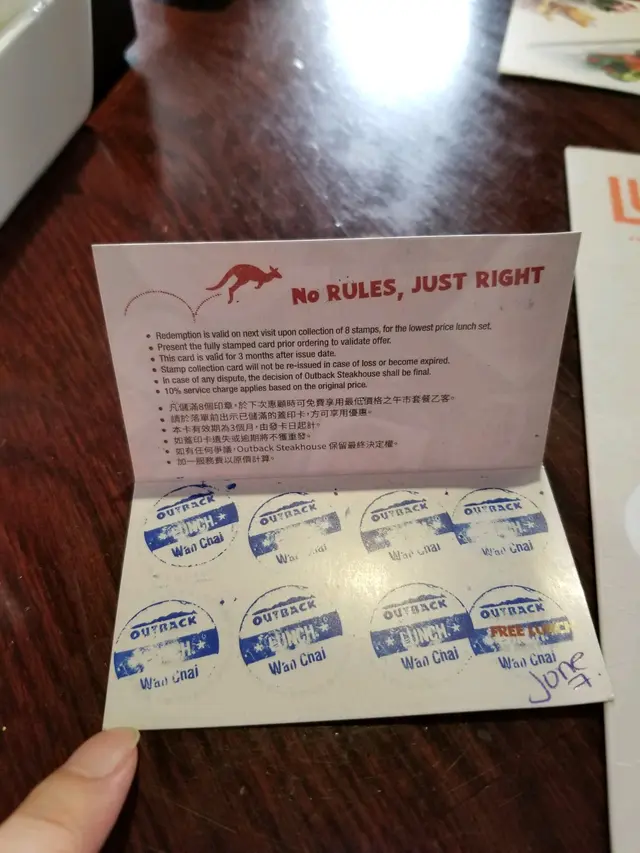 No RULES, JUST RIGHT
• Redemption is valid on next visit upon collection of 8 stamps, for the lowest price lunch set.
• Present the fully stamped card prior ordering to validate offer.
• This card is valid for 3 months after issue date.
• Stamp collection card will not be re-issued in case of loss or become expired.
• In case of any dispute, the decision of Outback Steakhouse shall be final.
• 10% service charge applies based on the original price.
• 凡儲滿8個印章，於下次惠顧時可免費享用最低價格之午市套餐乙客。
• 請於落單前出示已儲滿的蓋印卡，方可享用優惠。
• 本卡有效期為3個月，由發卡日起計。
• 如蓋印卡遺失或逾期將不獲重發。
• 如有任何爭議，Outback Steakhouse 保留最終決定權。
• 加一服務費以原價計算。
OUTBACK
LUNCH
Wan Chai
OUTBACK
Wan Chai
OUTBACK
Wan Chai
OUTBACK
Wan Chai
OUTBACK
Wan Chai
OUTBACK
LUNCH
Wan Chai
OUTBACK
LUNCH
Wan Chai
OUTBACK
FREE LUNCH
Wan Chai
June
7.